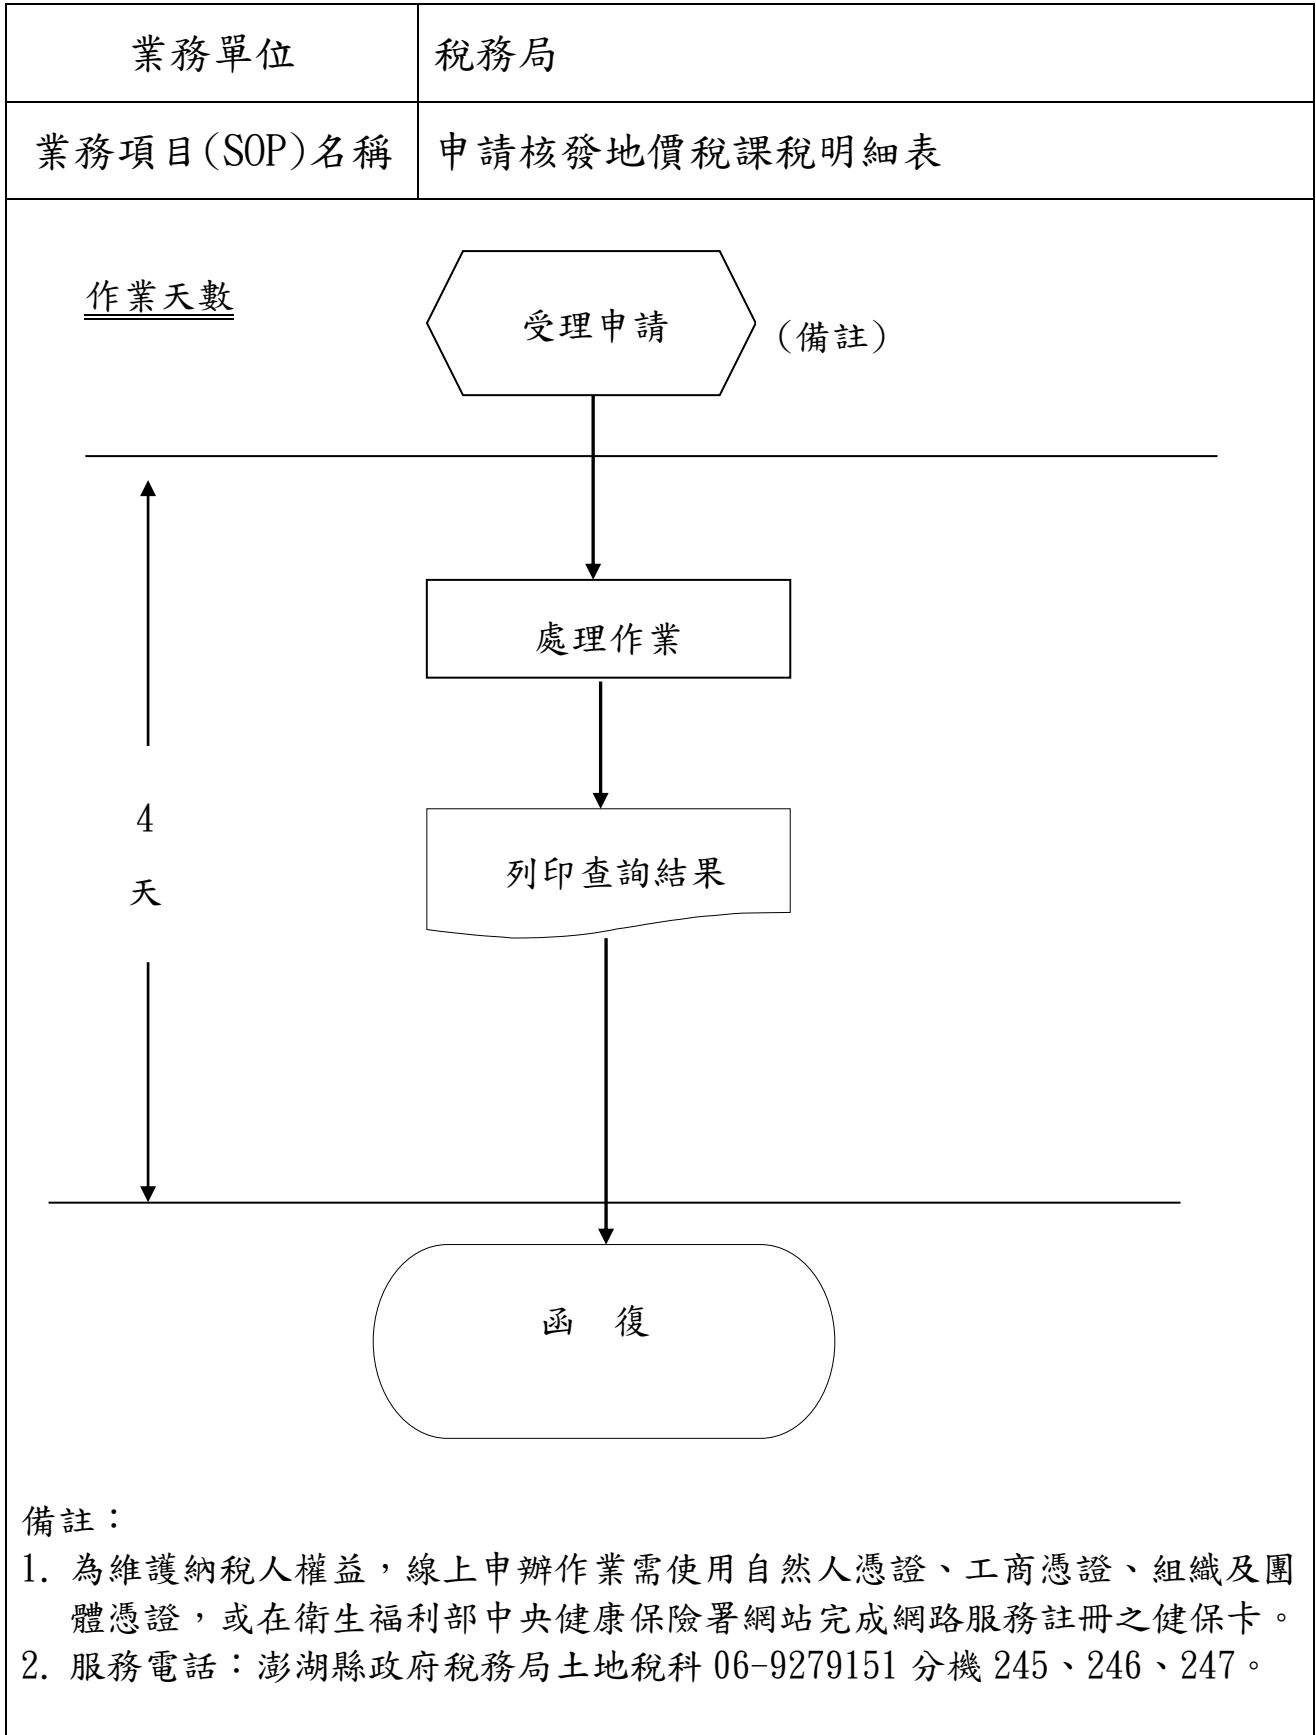 業務單位
稅務局
業務項目(SOP)名稱
申請核發地價稅課稅明細表
作業天數
受理申請
(備註)
處理作業
4
天
列印查詢結果
函 復
備註：
1. 為維護納稅人權益，線上申辦作業需使用自然人憑證、工商憑證、組織及團
體憑證，或在衛生福利部中央健康保險署網站完成網路服務註冊之健保卡。
2. 服務電話：澎湖縣政府稅務局土地稅科 06-9279151 分機 245、246、247。